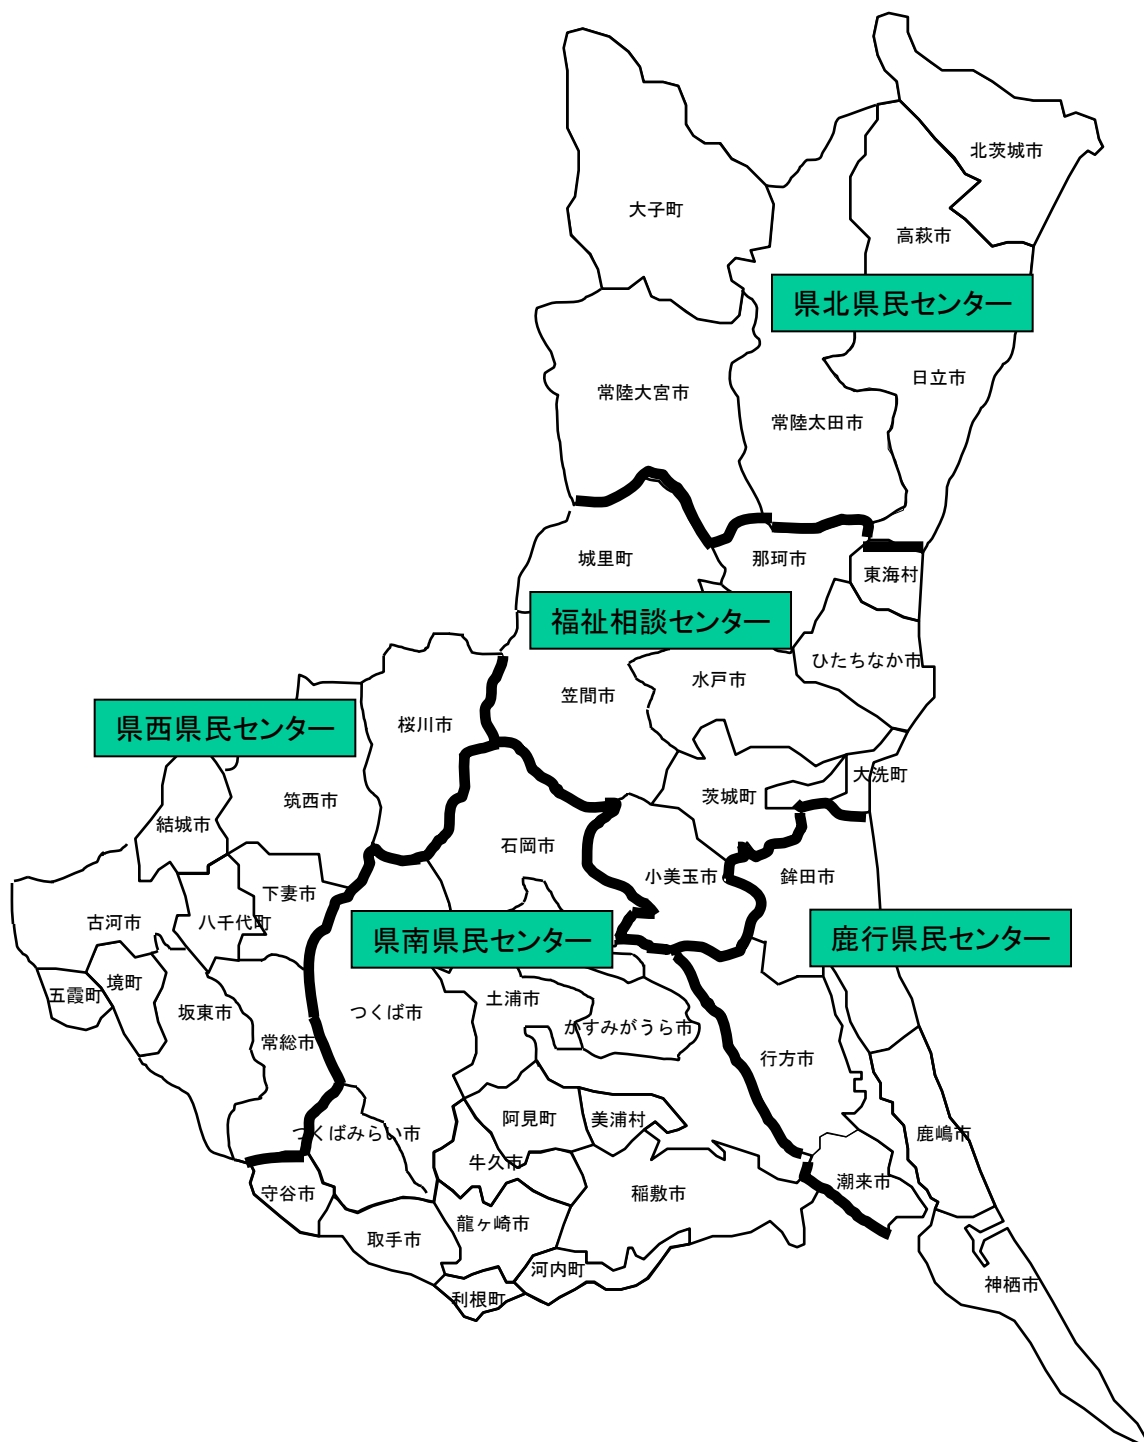 北茨城市
大子町
高萩市
県北県民センター
日立市
常陸大宮市
常陸太田市
城里町
那珂市
東海村
福祉相談センター
ひたちなか市
水戸市
笠間市
県西県民センター
桜川市
大洗町
茨城町
筑西市
結城市
石岡市
小美玉市
鉾田市
下妻市
古河市
八千代町
県南県民センター
鹿行県民センター
境町
五霞町
坂東市
つくば市
土浦市
かすみがうら市
常総市
行方市
阿見町
美浦村
つくばみらい市
鹿嶋市
牛久市
守谷市
稲敷市
潮来市
龍ヶ崎市
取手市
河内町
神栖市
利根町